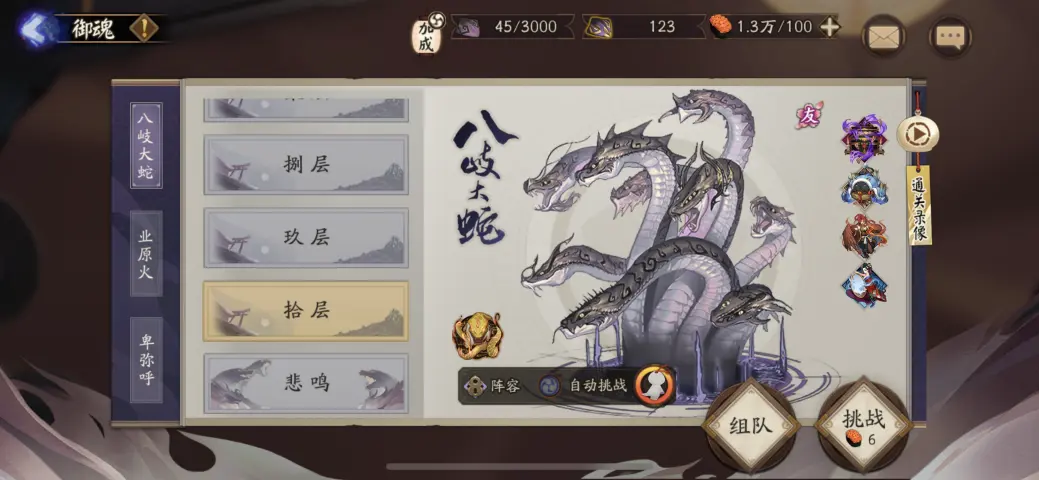 御魂
加成
45/3000
123
1.3万/100
八岐大蛇
业原火
卑弥呼
捌层
玖层
拾层
悲鸣
八岐大蛇
友
通关录像
阵容
自动挑战
组队
挑战
6